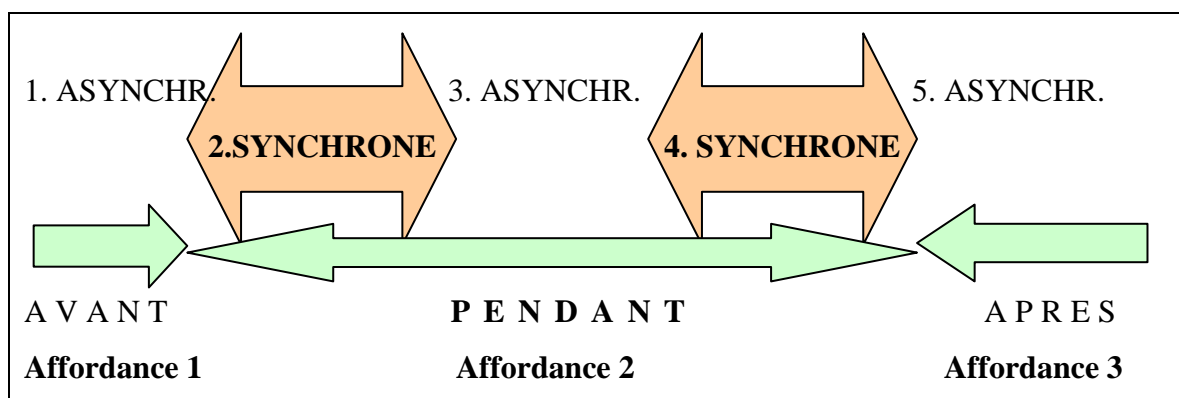 1. ASYNCHR. 3. ASYNCHR. 5. ASYNCHR.
2.SYNCHRONE 4. SYNCHRONE
A V A N T P E N D A N T A P R E S
Affordance 1 Affordance 2 Affordance 3